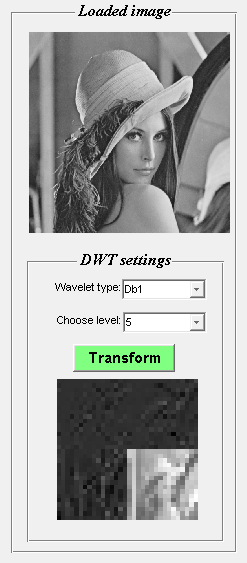 Loaded image
DWT settings
Wavelet type: Db1
Choose level: 5
Transform